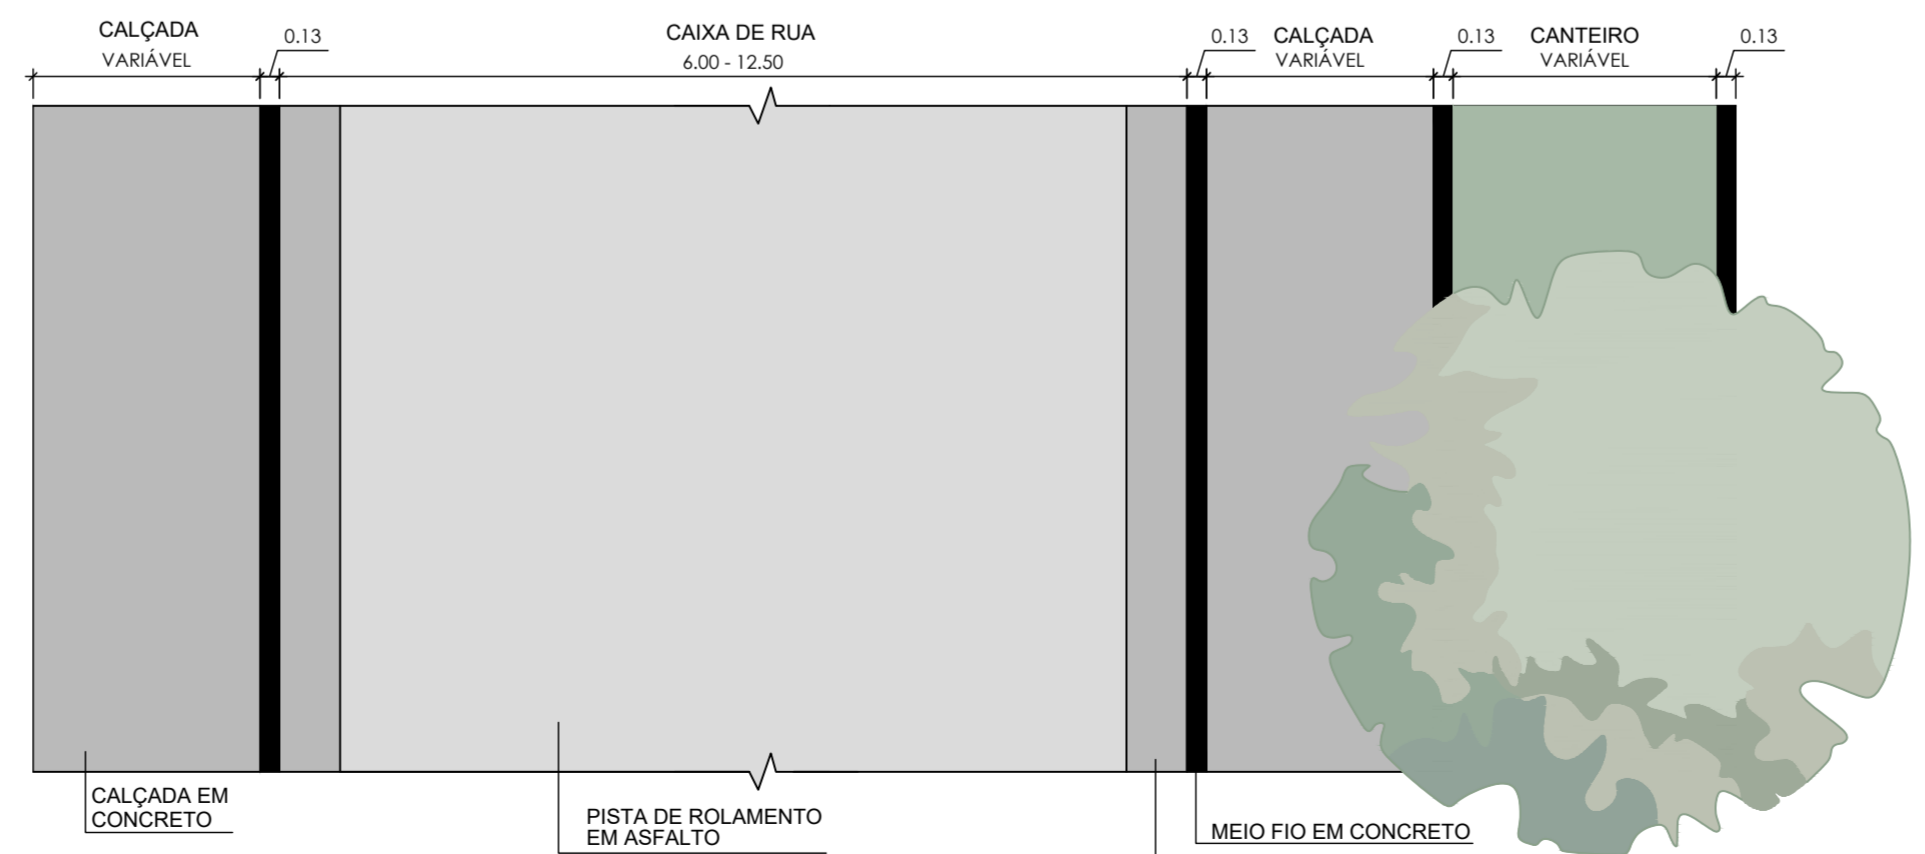 CALÇADA
VARIÁVEL
0.13
CAIXA DE RUA
6.00 - 12.50
0.13
CALÇADA
VARIÁVEL
0.13
CANTEIRO
VARIÁVEL
0.13
CALÇADA EM
CONCRETO
PISTA DE ROLAMENTO
EM ASFALTO
MEIO FIO EM CONCRETO